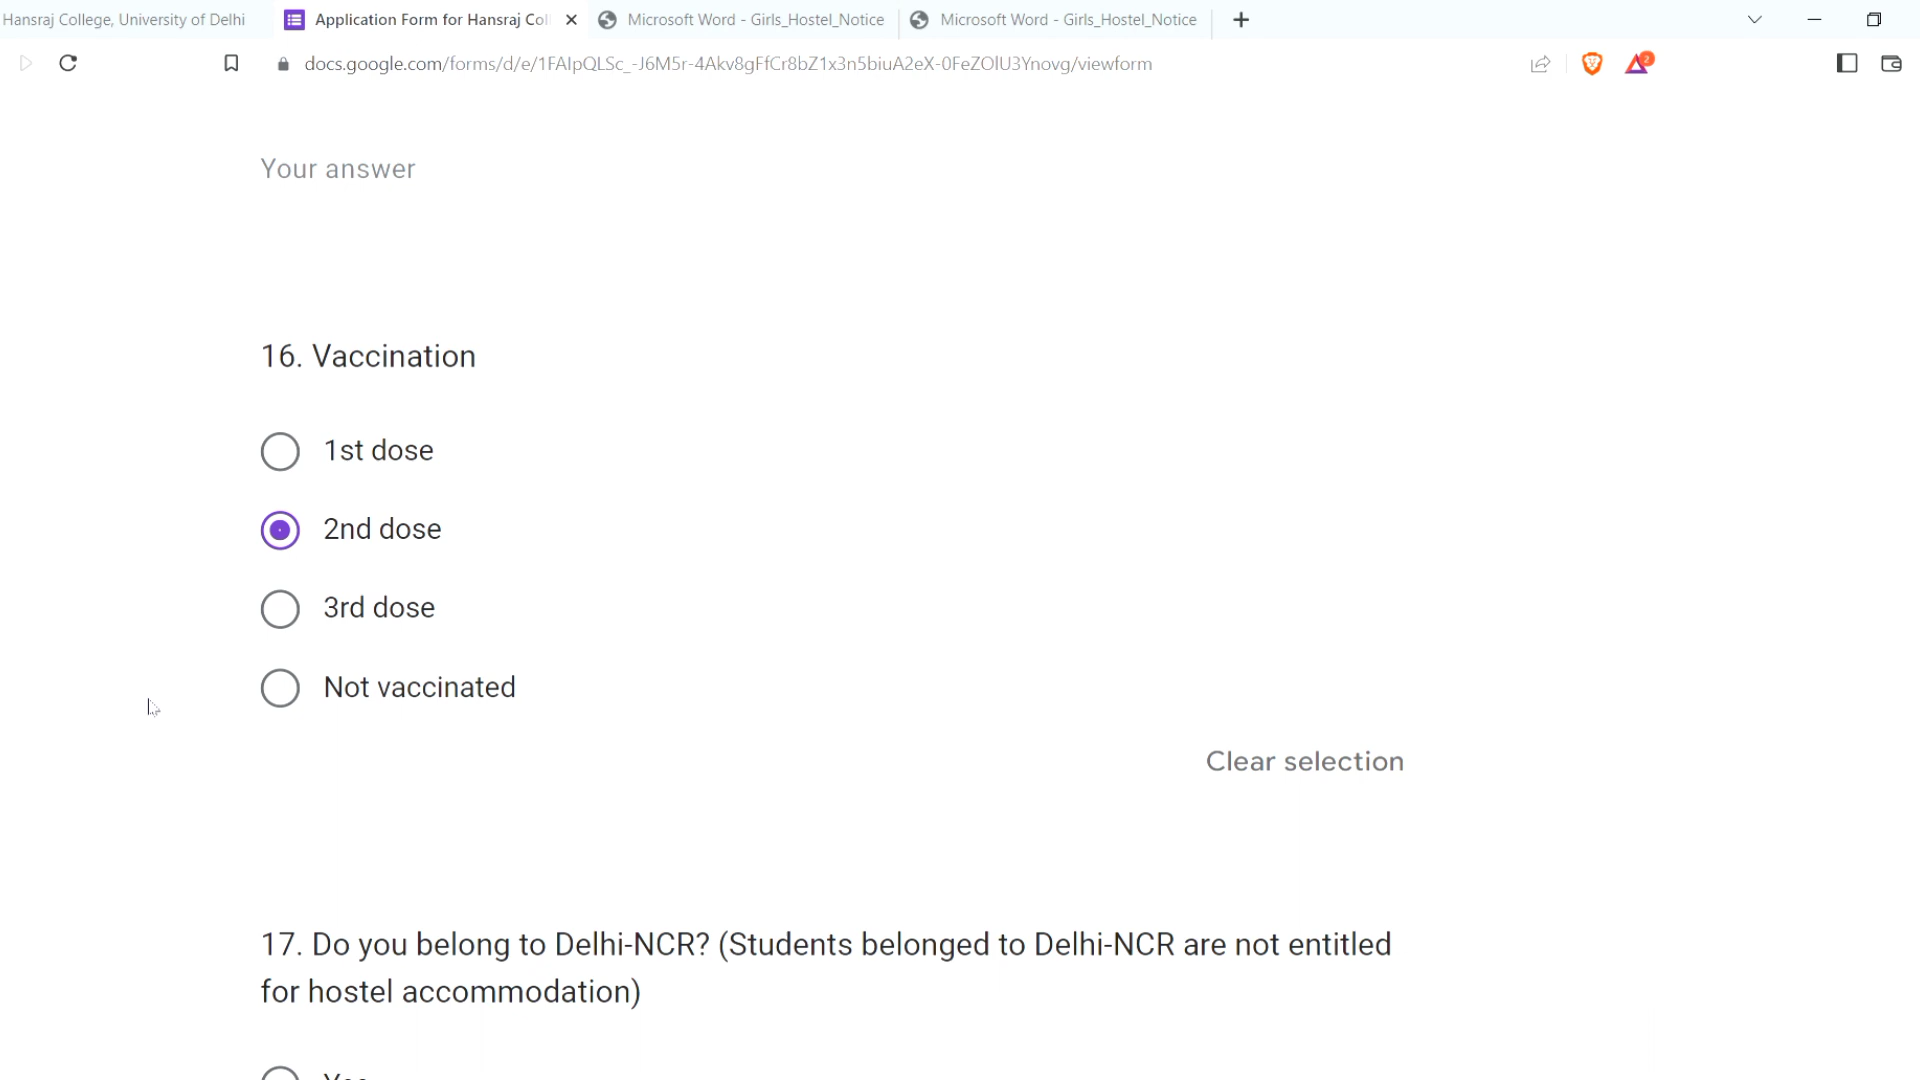 Hansraj College, University of Delhi
Application Form for Hansraj Col
Microsoft Word - Girls_Hostel_Notice
Microsoft Word - Girls_Hostel_Notice
docs.google.com/forms/d/e/1FAIpQLSc_-J6M5r-4Akv8gFfCr8bZ1x3n5biuA2eX-0FeZOlU3Ynovg/viewform
2
Your answer
16. Vaccination
1st dose
2nd dose
3rd dose
Not vaccinated
Clear selection
17. Do you belong to Delhi-NCR? (Students belonged to Delhi-NCR are not entitled
for hostel accommodation)
Yes